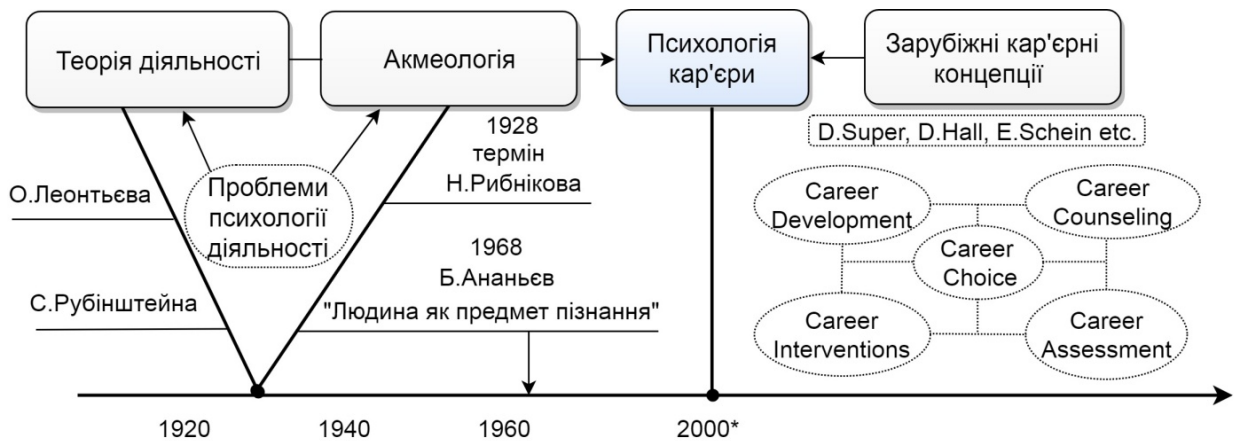 Теорія діяльності
Акмеологія
Психологія
кар'єри
Зарубіжні кар'єрні
концепції
D.Super, D.Hall, E.Schein etc.
1928
термін
Н.Рибнікова
Проблеми
психології
діяльності
О.Леонтьєва
С.Рубінштейна
1968
Б.Ананьєв
"Людина як предмет пізнання"
Career
Development
Career
Counseling
Career
Choice
Career
Interventions
Career
Assessment
1920
1940
1960
2000*